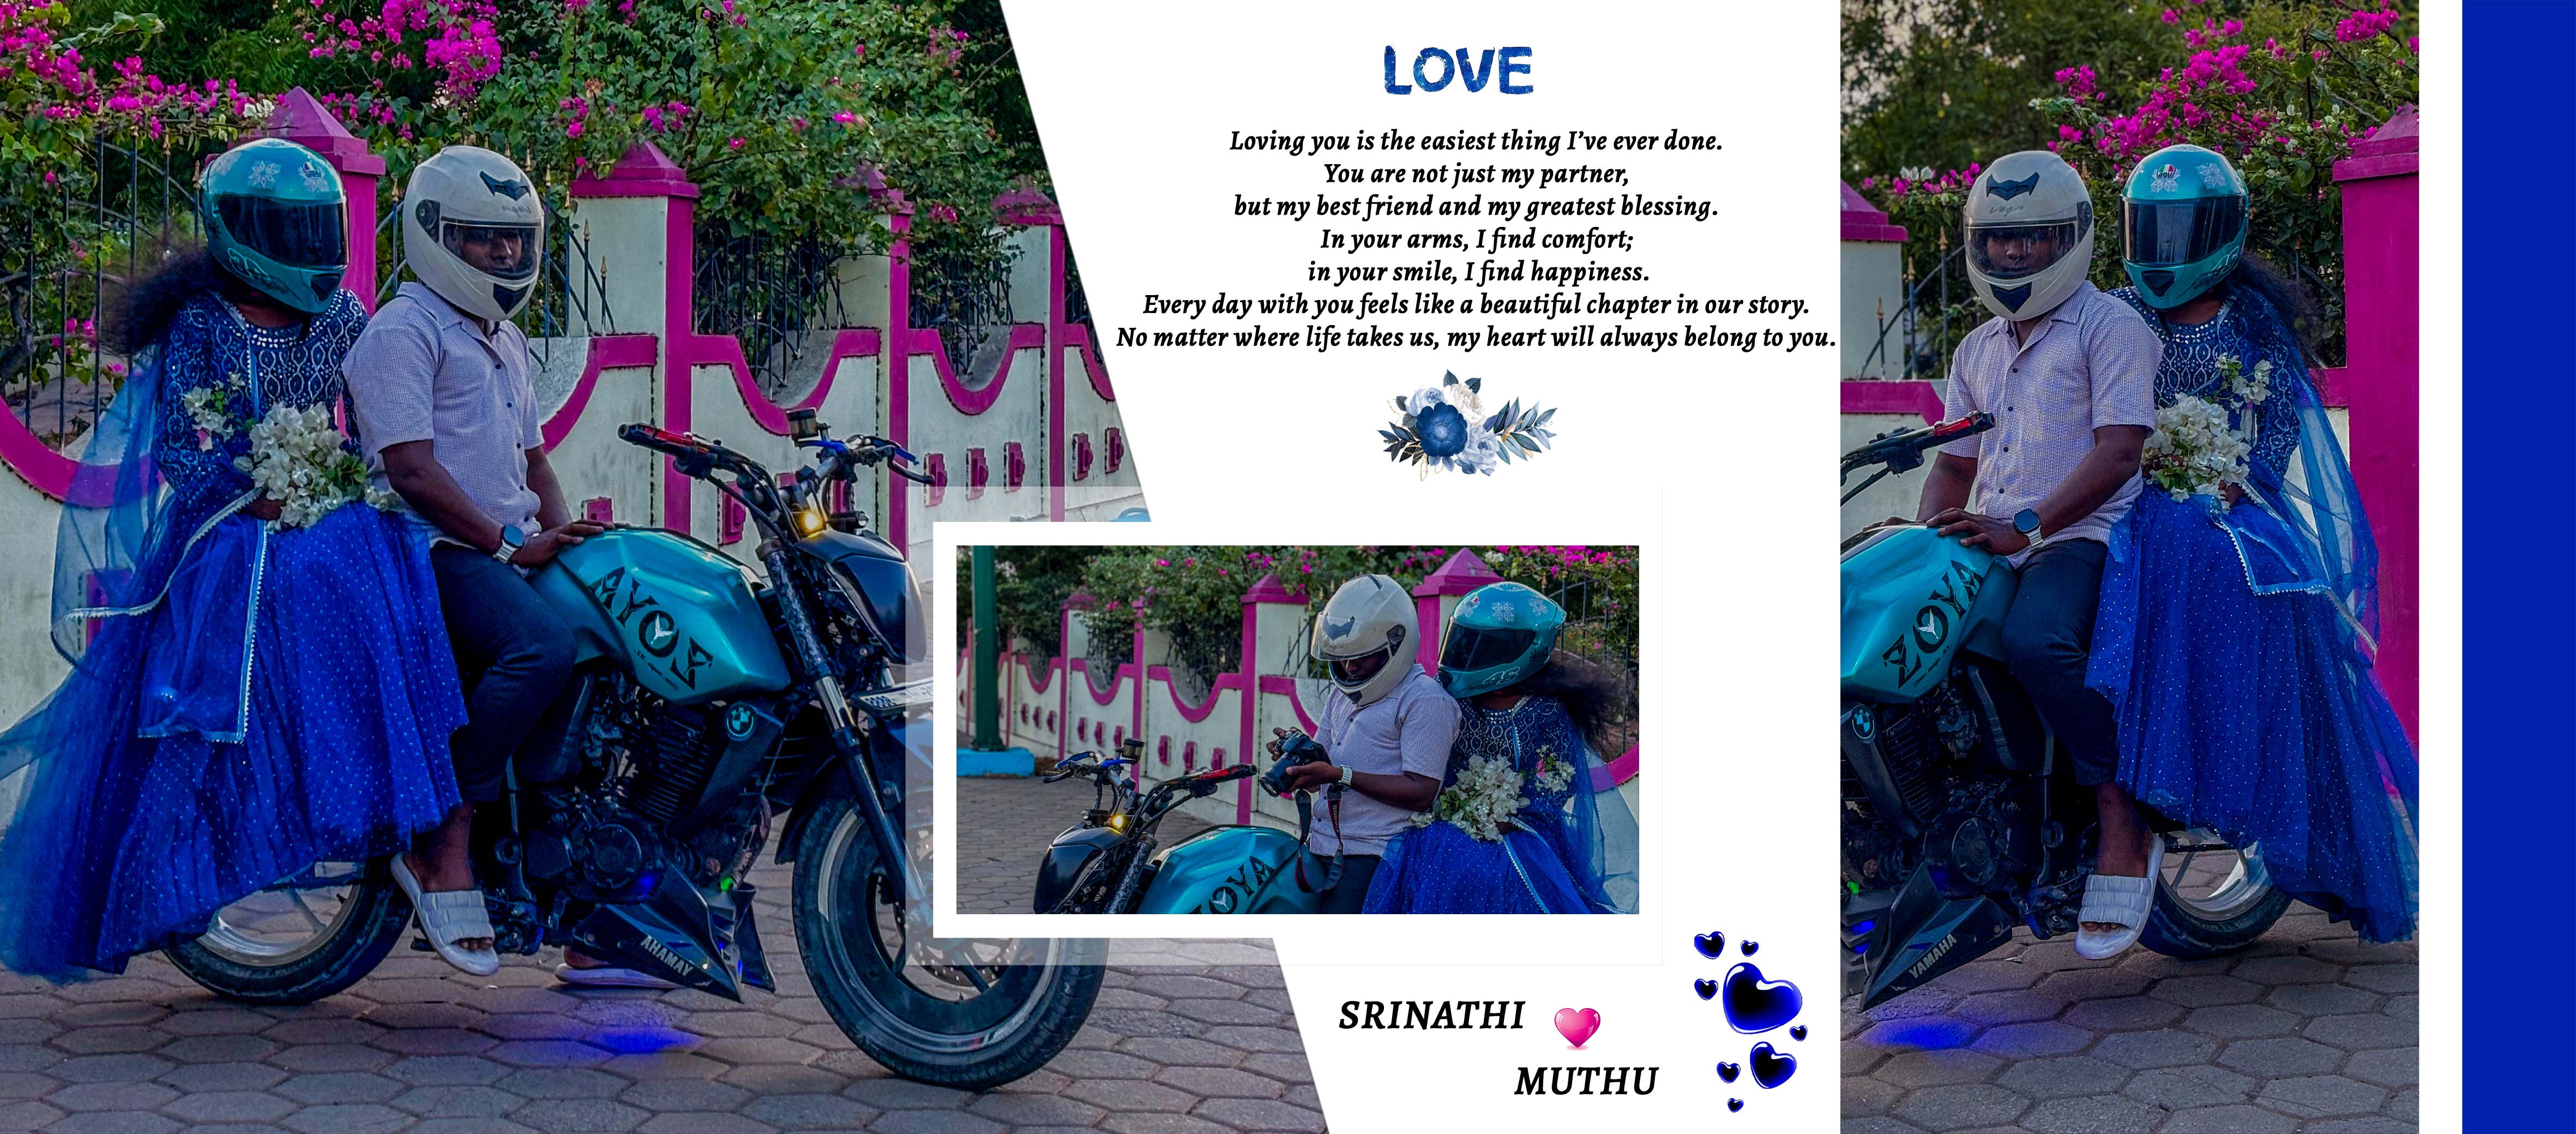 LOVE
Loving you is the easiest thing I’ve ever done.
You are not just my partner,
but my best friend and my greatest blessing.
In your arms, I find comfort;
in your smile, I find happiness.
Every day with you feels like a beautiful chapter in our story.
No matter where life takes us, my heart will always belong to you.
SRINATHI
MUTHU
ZOYA
YAMAHA